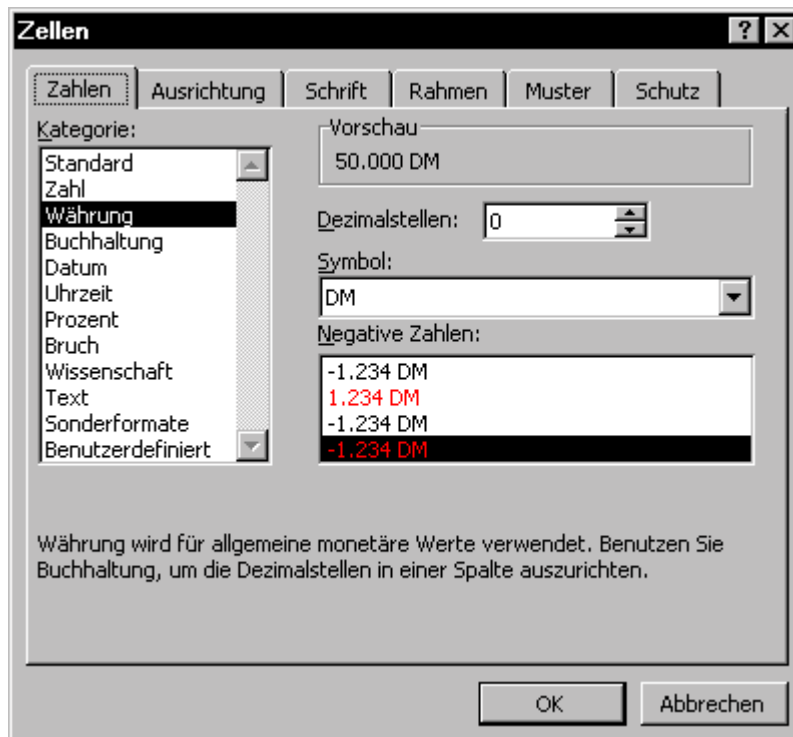 Zellen
Zahlen Ausrichtung Schrift Rahmen Muster Schutz
Kategorie:
Standard
Zahl
Währung
Buchhaltung
Datum
Uhrzeit
Prozent
Bruch
Wissenschaft
Text
Sonderformate
Benutzerdefiniert
Vorschau
50.000 DM
Dezimalstellen: 0
Symbol:
DM
Negative Zahlen:
-1.234 DM
1.234 DM
-1.234 DM
-1.234 DM
Währung wird für allgemeine monetäre Werte verwendet. Benutzen Sie
Buchhaltung, um die Dezimalstellen in einer Spalte auszurichten.
OK Abbrechen